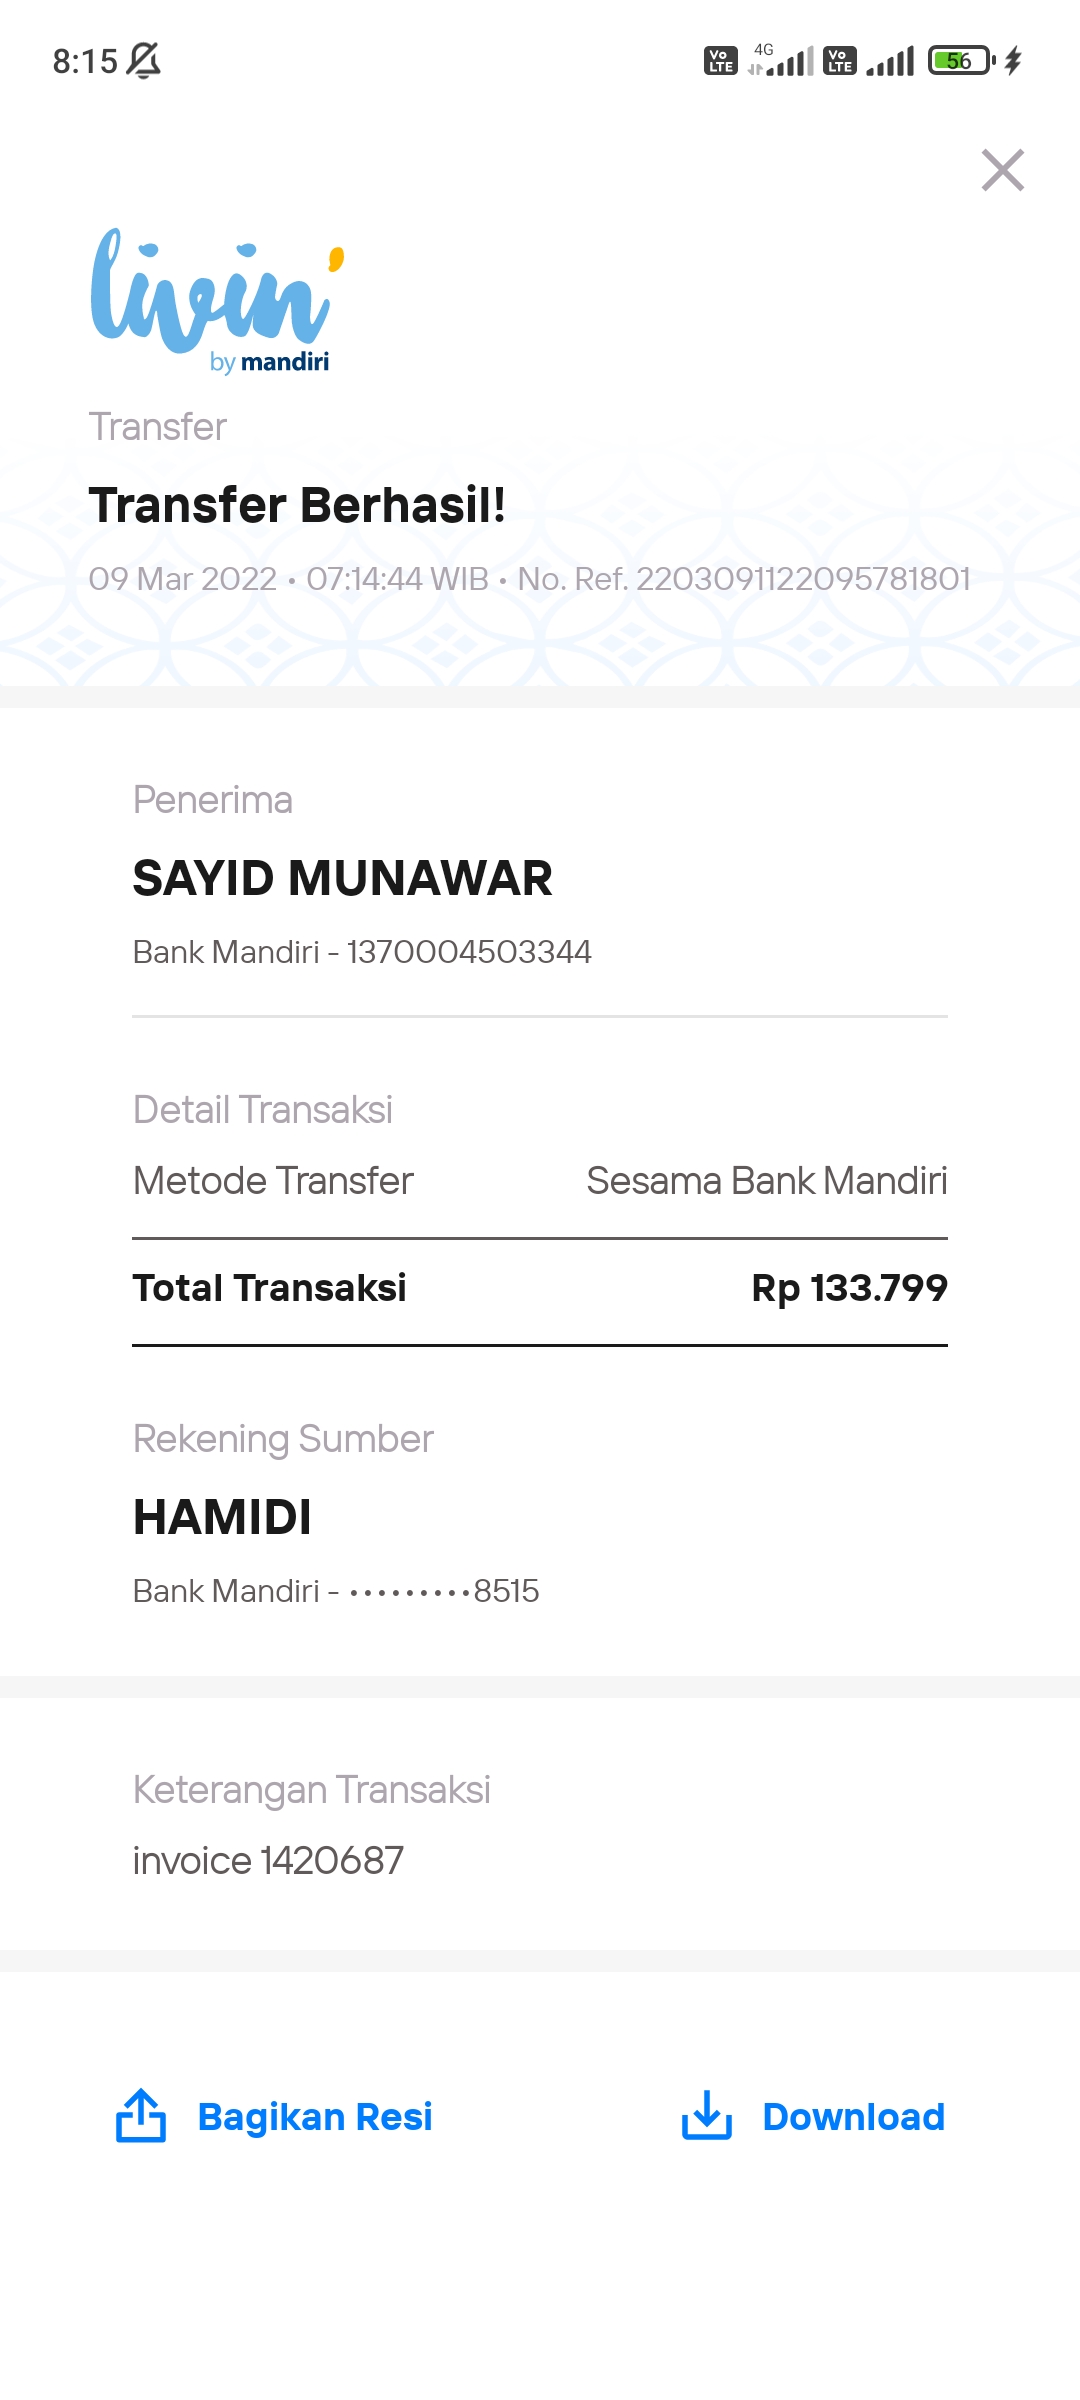 8:15 Vo LTE 4G Vo LTE 56
livin'
by mandiri
Transfer
Transfer Berhasil!
09 Mar 2022 • 07:14:44 WIB • No. Ref. 2203091122095781801
Penerima
SAYID MUNAWAR
Bank Mandiri - 1370004503344
Detail Transaksi
Metode Transfer Sesama Bank Mandiri
Total Transaksi Rp 133.799
Rekening Sumber
HAMIDI
Bank Mandiri - •••••••••8515
Keterangan Transaksi
invoice 1420687
Bagikan Resi Download